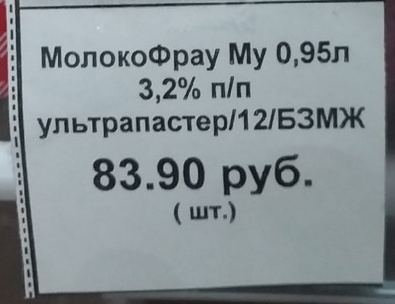 МолокоФрау Му 0,95л
3,2% п/п
ультрапастер/12/БЗМЖ
83.90 руб.
( шт.)